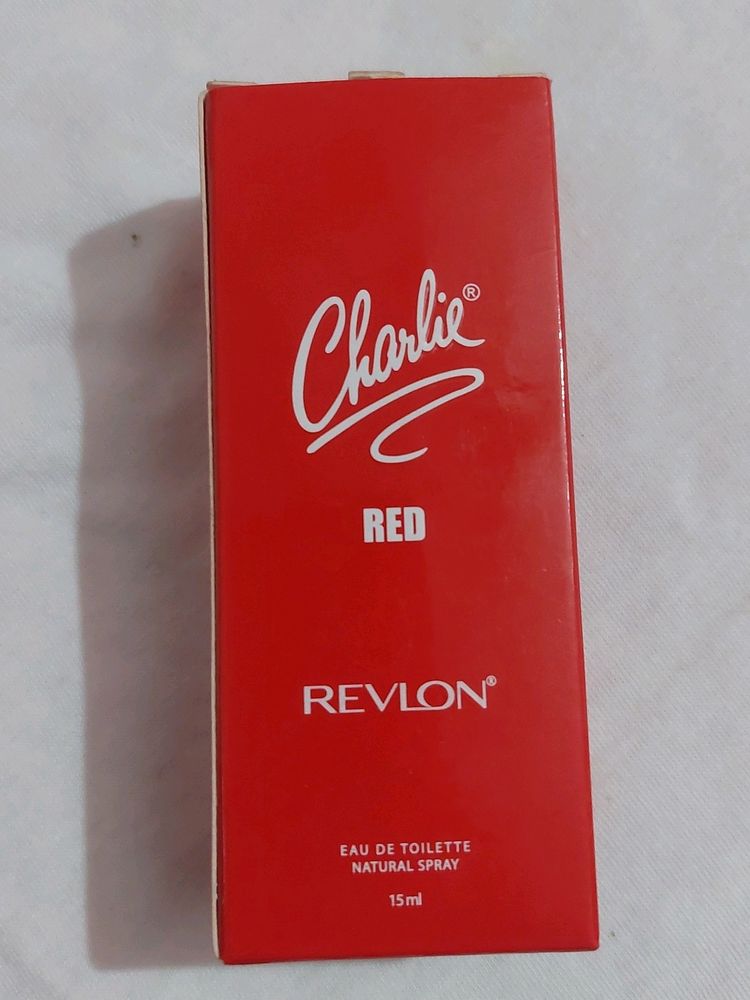 Charlie®
RED
REVLON®
EAU DE TOILETTE
NATURAL SPRAY
15ml